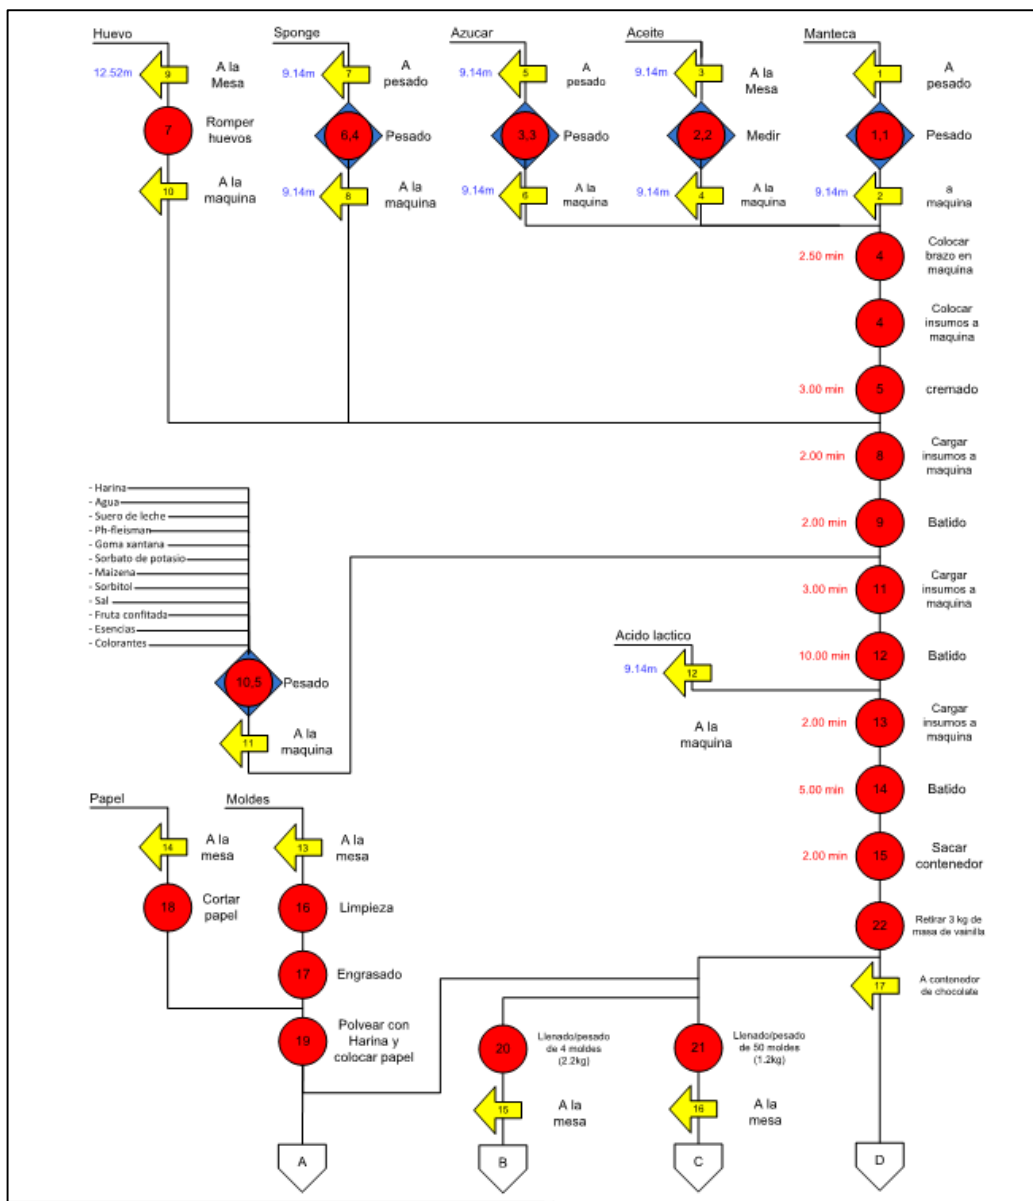 Huevo
Sponge
Azucar
Aceite
Manteca
12.52m
9
A la
Mesa
9.14m
7
A
pesado
9.14m
5
A
pesado
9.14m
3
A la
Mesa
1
A
pesado
7
Romper
huevos
6,4
Pesado
3,3
Pesado
2,2
Medir
1,1
Pesado
10
A la
maquina
9.14m
8
A la
maquina
9.14m
6
A la
maquina
9.14m
4
A la
maquina
9.14m
2
a
maquina
2.50 min
4
Colocar
brazo en
maquina
4
Colocar
insumos a
maquina
3.00 min
5
cremado
2.00 min
8
Cargar
insumos a
maquina
- Harina
- Agua
- Suero de leche
- Ph-fleisman
- Goma xantana
- Sorbato de potasio
- Maizena
- Sorbitol
- Sal
- Fruta confitada
- Esencias
- Colorantes
2.00 min
9
Batido
3.00 min
11
Cargar
insumos a
maquina
10,5
Pesado
11
A la
maquina
Acido lactico
9.14m
12
A la
maquina
10.00 min
12
Batido
2.00 min
13
Cargar
insumos a
maquina
5.00 min
14
Batido
2.00 min
15
Sacar
contenedor
22
Retirar 3 kg de
masa de vainilla
17
A contenedor
de chocolate
Papel
Moldes
14
A la
mesa
13
A la
mesa
18
Cortar
papel
16
Limpieza
17
Engrasado
19
Polvear con
Harina y
colocar papel
20
Llenado/pesado
de 4 moldes
(2.2kg)
21
Llenado/pesado
de 50 moldes
(1.2kg)
15
A la
mesa
16
A la
mesa
A
B
C
D